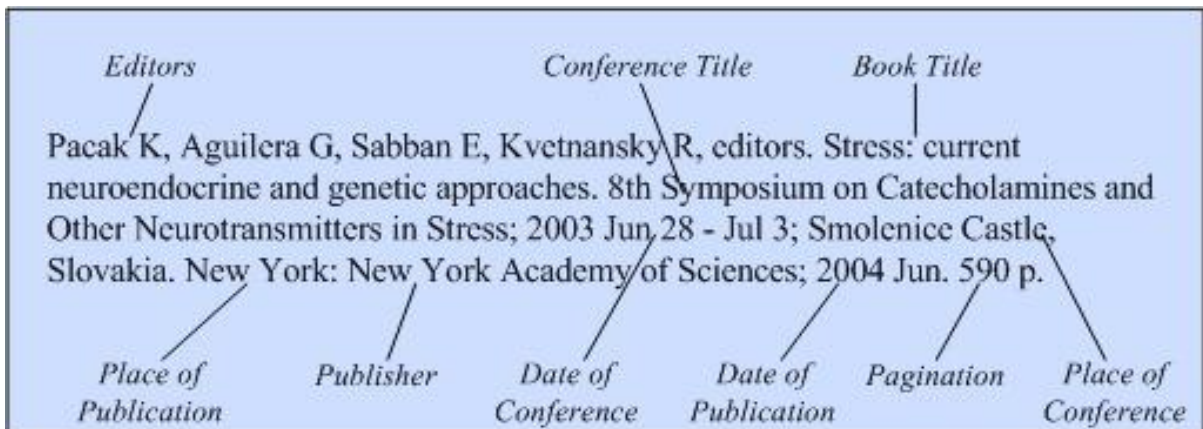 Editors Conference Title Book Title
Pacak K, Aguilera G, Sabban E, Kvetnansky R, editors. Stress: current
neuroendocrine and genetic approaches. 8th Symposium on Catecholamines and
Other Neurotransmitters in Stress; 2003 Jun 28 - Jul 3; Smolenice Castle,
Slovakia. New York: New York Academy of Sciences; 2004 Jun. 590 p.
Place of Publisher Date of Date of Pagination Place of
Publication Conference Publication Conference